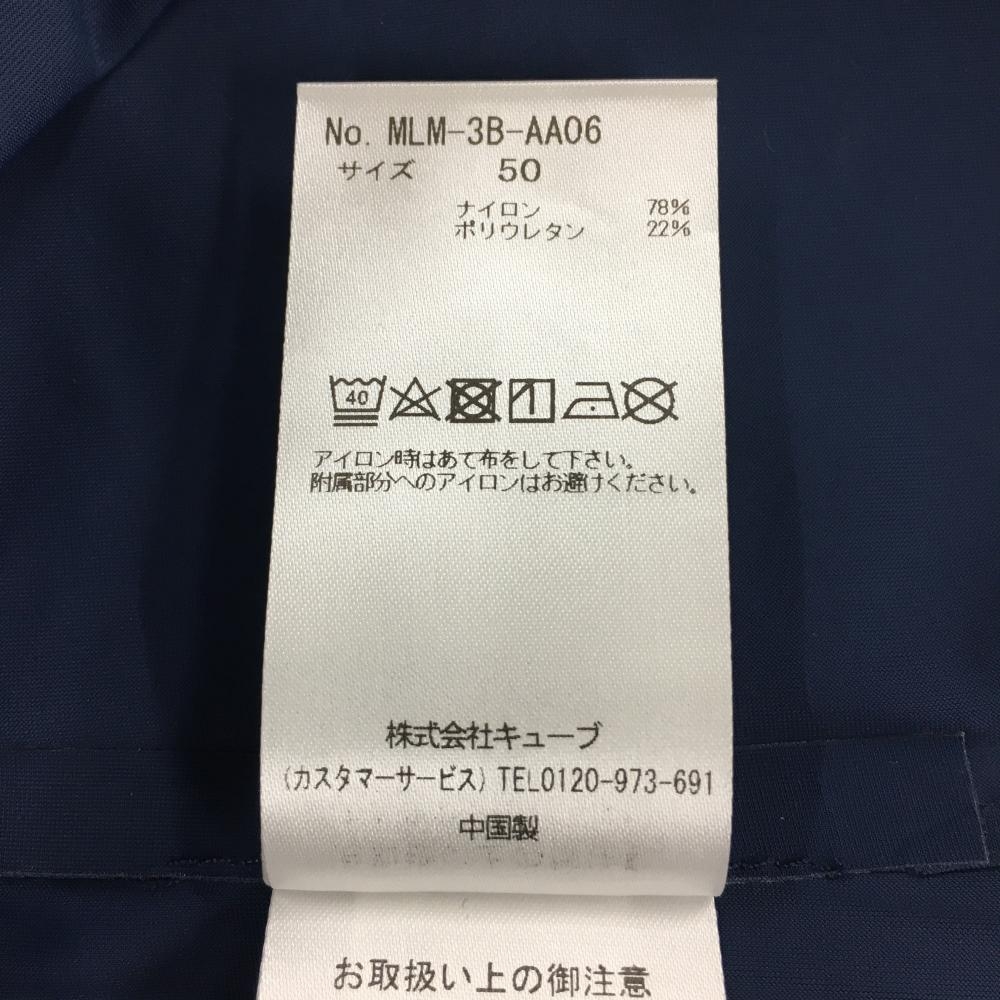 No. MLM-3B-AA06
サイズ 50
ナイロン 78%
ポリウレタン 22%
40
アイロン時はあて布をして下さい。
附属部分へのアイロンはお避けください。
株式会社キューブ
(カスタマーサービス) TEL0120-973-691
中国製
お取扱い上の御注意